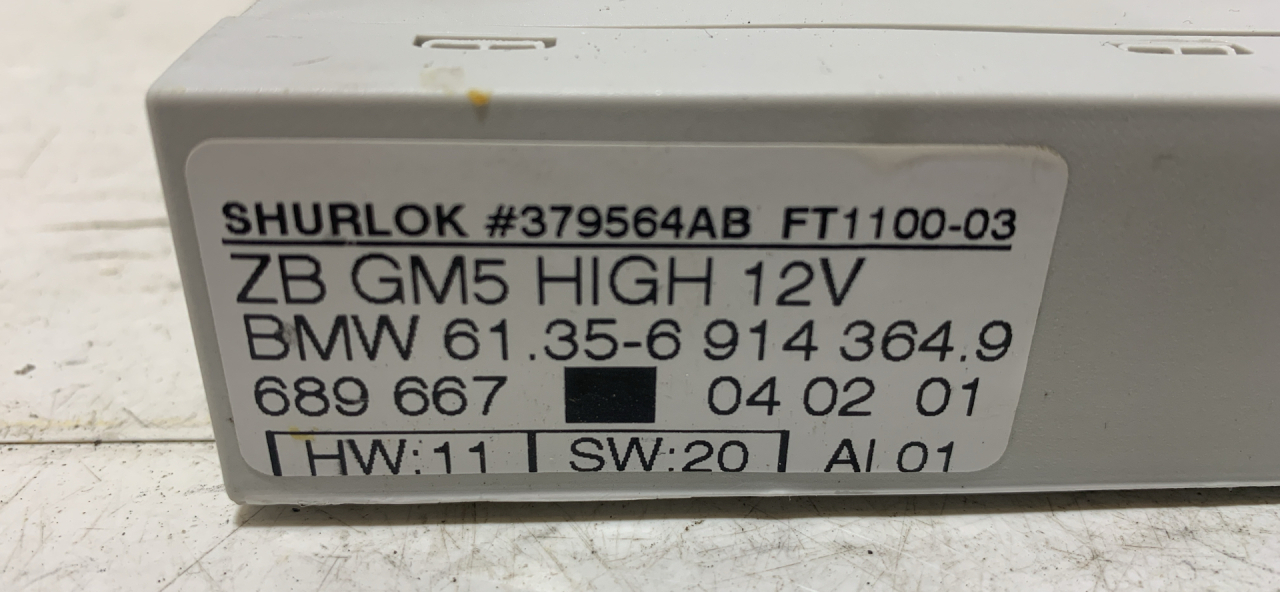 SHURLOK #379564AB FT1100-03
ZB GM5 HIGH 12V
BMW 61.35-6 914 364.9
689 667 04 02 01
HW:11 SW:20 AI 01